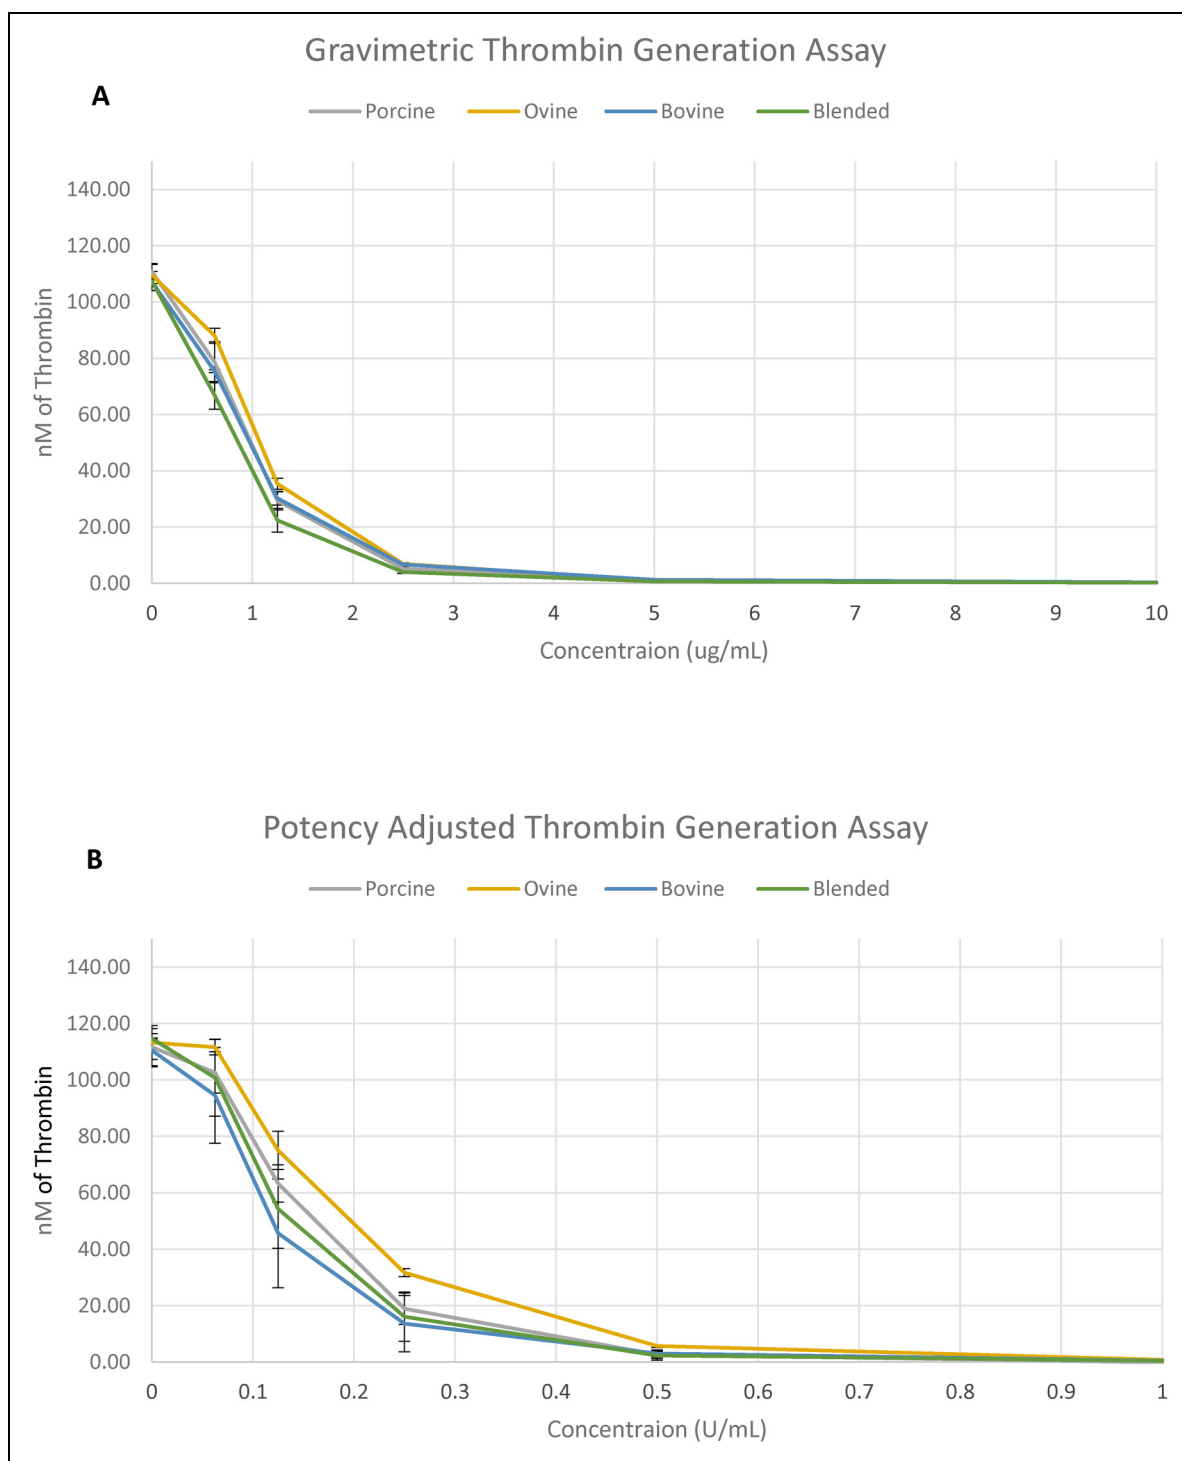 Gravimetric Thrombin Generation Assay
A
Porcine Ovine Bovine Blended
140.00
120.00
100.00
80.00
60.00
40.00
20.00
0.00
nM of Thrombin
0 1 2 3 4 5 6 7 8 9 10
Concentraion (ug/mL)
Potency Adjusted Thrombin Generation Assay
B
Porcine Ovine Bovine Blended
140.00
120.00
100.00
80.00
60.00
40.00
20.00
0.00
nM of Thrombin
0 0.1 0.2 0.3 0.4 0.5 0.6 0.7 0.8 0.9 1
Concentraion (U/mL)